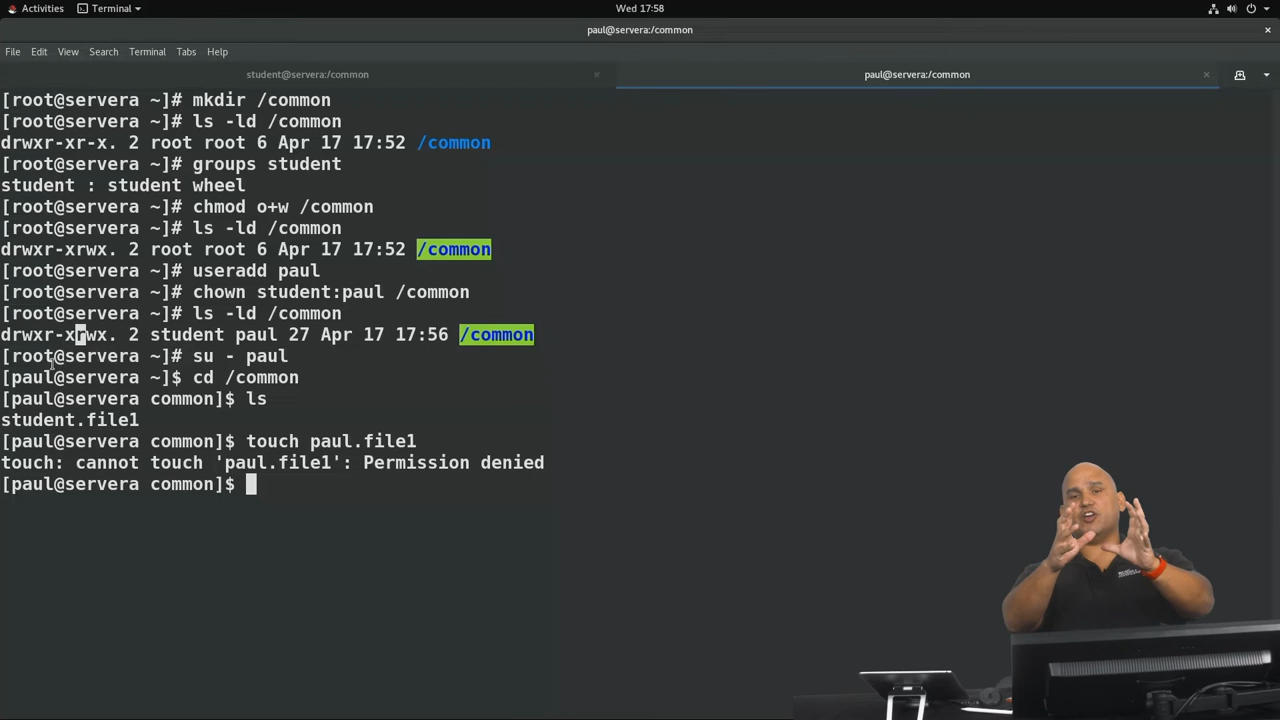 Activities Terminal Wed 17:58
paul@servera:/common
File Edit View Search Terminal Tabs Help
student@servera:/common paul@servera:/common
[root@servera ~]# mkdir /common
[root@servera ~]# ls -ld /common
drwxr-xr-x. 2 root root 6 Apr 17 17:52 /common
[root@servera ~]# groups student
student : student wheel
[root@servera ~]# chmod o+w /common
[root@servera ~]# ls -ld /common
drwxr-xrwx. 2 root root 6 Apr 17 17:52 /common
[root@servera ~]# useradd paul
[root@servera ~]# chown student:paul /common
[root@servera ~]# ls -ld /common
drwxr-xrwx. 2 student paul 27 Apr 17 17:56 /common
[root@servera ~]# su - paul
[paul@servera ~]$ cd /common
[paul@servera common]$ ls
student.file1
[paul@servera common]$ touch paul.file1
touch: cannot touch 'paul.file1': Permission denied
[paul@servera common]$